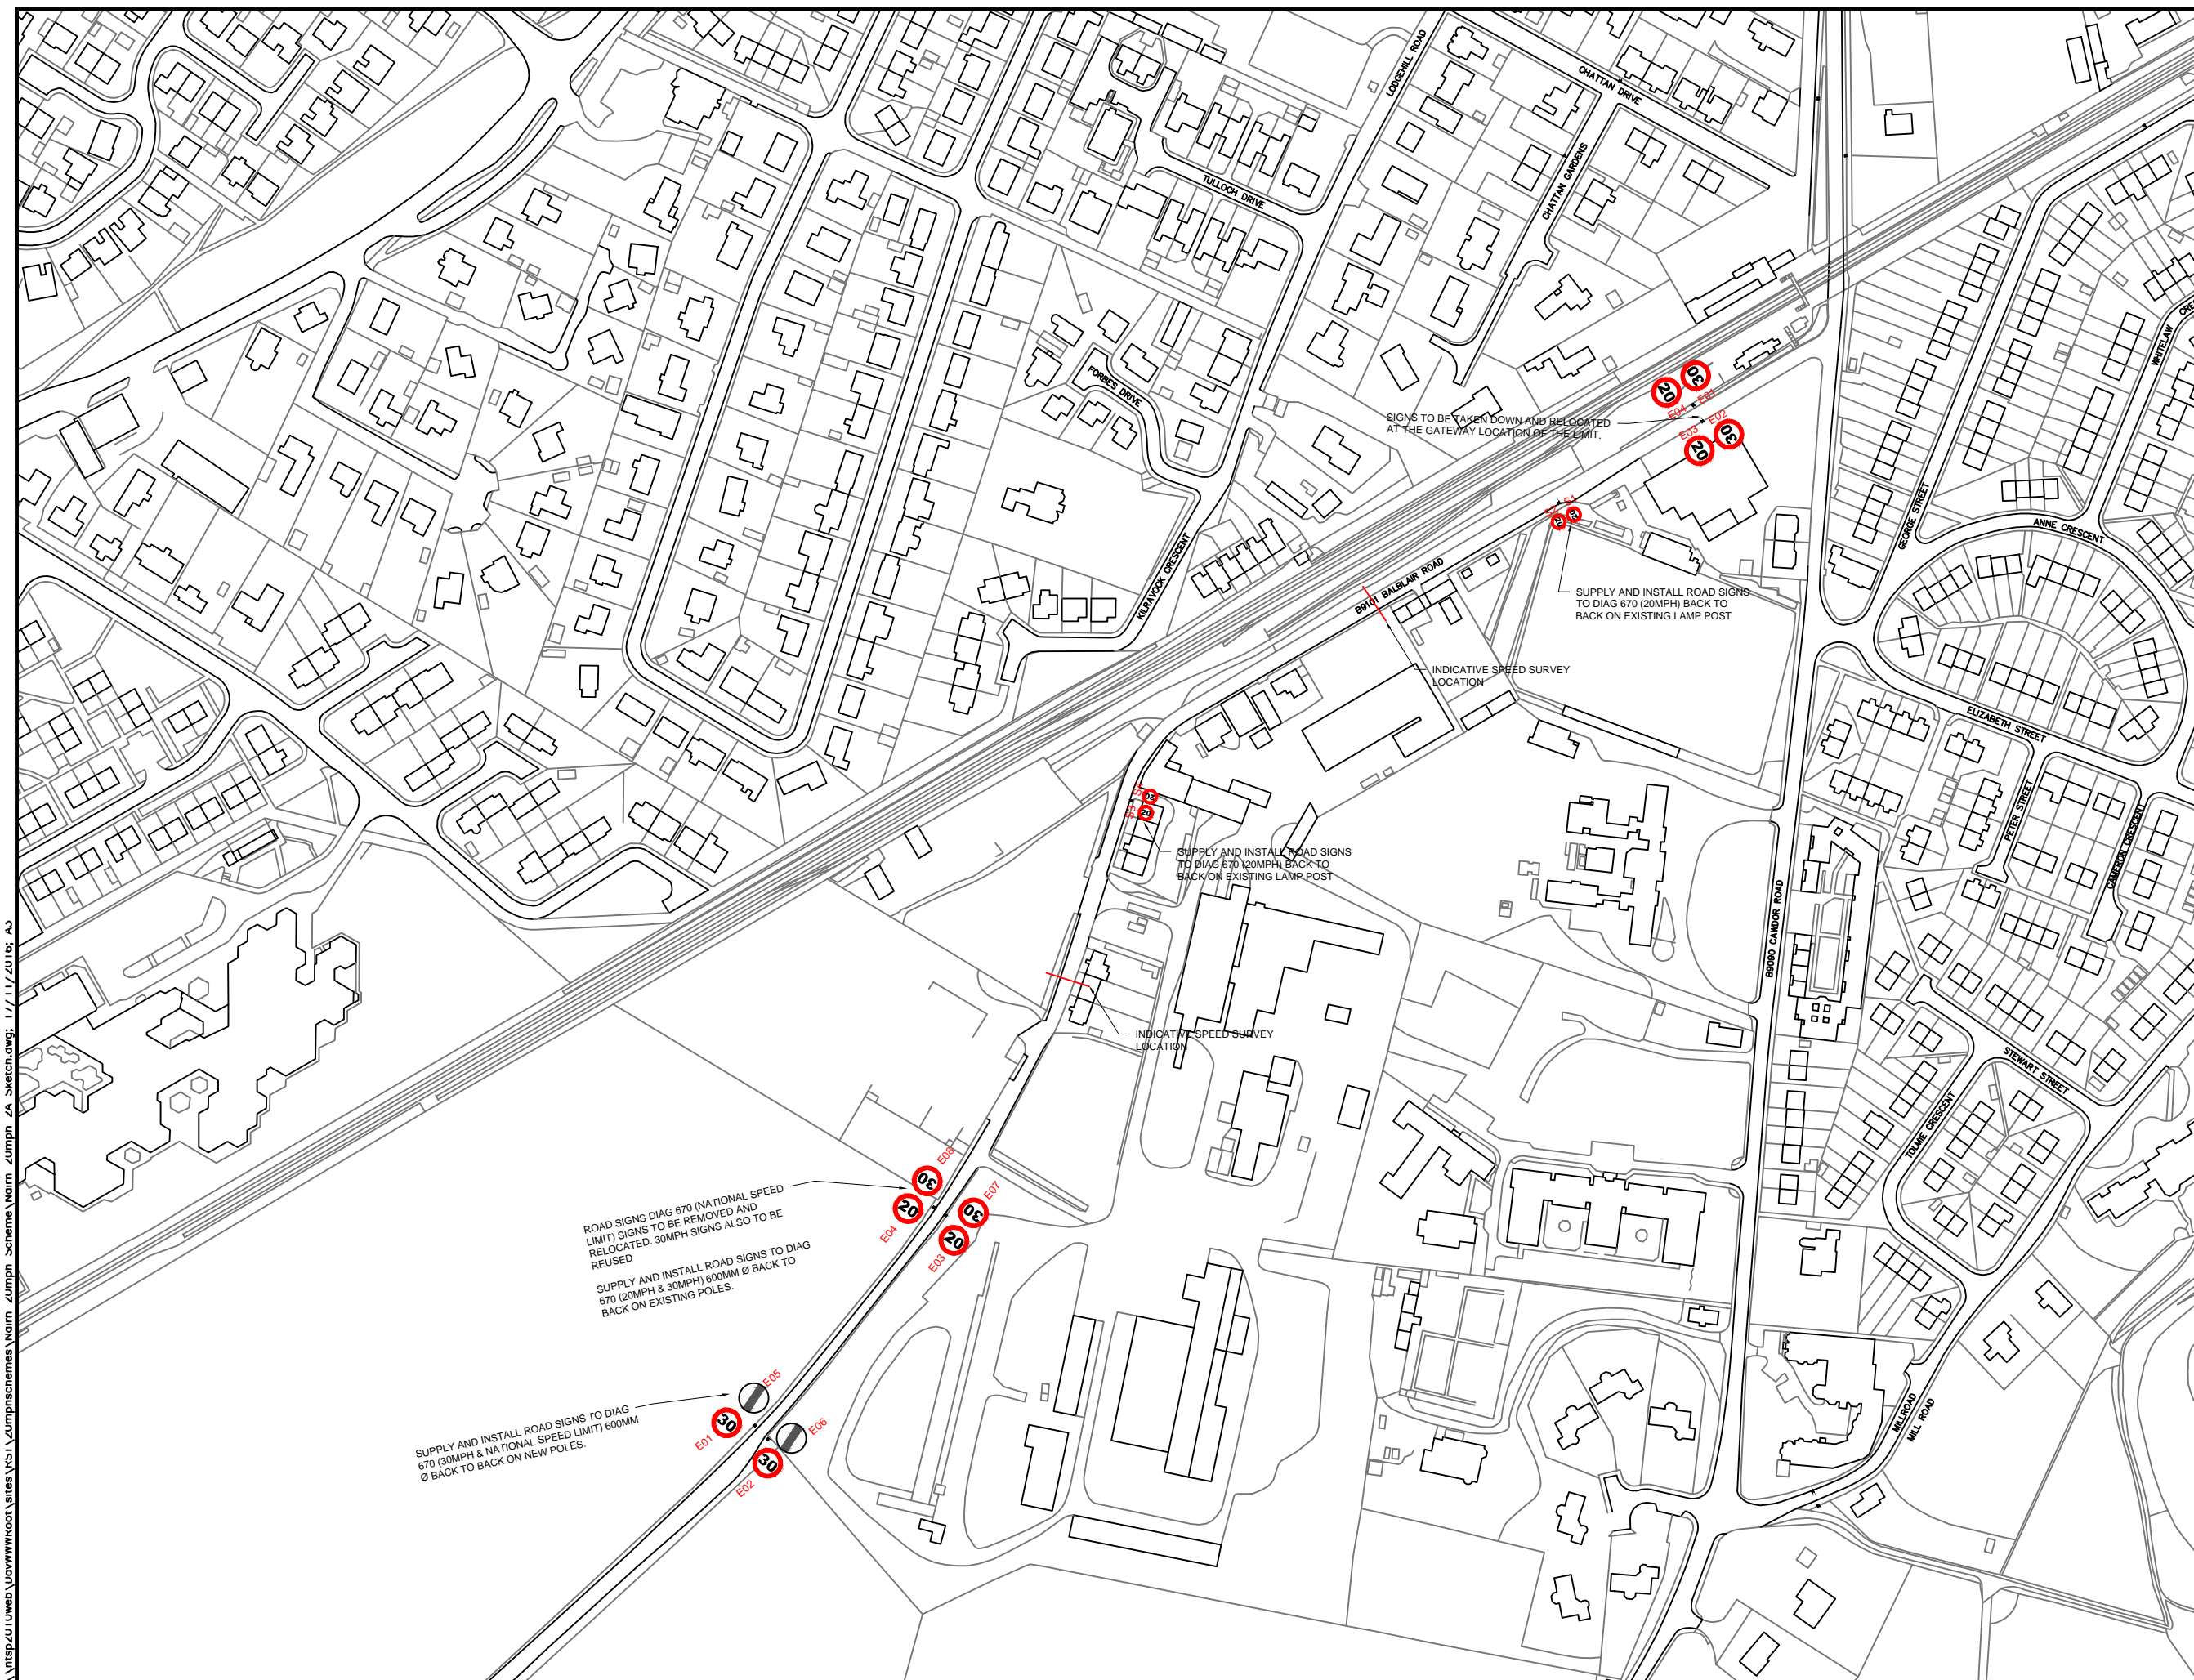 LODGEHILL ROAD
CHATTAN DRIVE
CHATTAN GARDENS
TULLOCH DRIVE
FORBES DRIVE
KILRAVOCK CRESCENT
WHITELAW
GEORGE STREET
ANNE CRESCENT
ELIZABETH STREET
PETER STREET
CAMERON CRESCENT
STEWART STREET
TOLMIE CRESCENT
B9090 CAWDOR ROAD
MILLROAD
MILL ROAD
B9101 BALBLAIR ROAD
20
30
E04
E01
SIGNS TO BE TAKEN DOWN AND RELOCATED
AT THE GATEWAY LOCATION OF THE LIMIT.
E03
E02
20
30
S1
20
20
SUPPLY AND INSTALL ROAD SIGNS
TO DIAG 670 (20MPH) BACK TO
BACK ON EXISTING LAMP POST
INDICATIVE SPEED SURVEY
LOCATION
S3
20
20
SUPPLY AND INSTALL ROAD SIGNS
TO DIAG 670 (20MPH) BACK TO
BACK ON EXISTING LAMP POST
INDICATIVE SPEED SURVEY
LOCATION
30
E08
20
E04
30
E07
20
E03
ROAD SIGNS DIAG 670 (NATIONAL SPEED
LIMIT) SIGNS TO BE REMOVED AND
RELOCATED. 30MPH SIGNS ALSO TO BE
REUSED
SUPPLY AND INSTALL ROAD SIGNS TO DIAG
670 (20MPH & 30MPH) 600MM Ø BACK TO
BACK ON EXISTING POLES.
E05
30
E01
E06
30
E02
SUPPLY AND INSTALL ROAD SIGNS TO DIAG
670 (30MPH & NATIONAL SPEED LIMIT) 600MM
Ø BACK TO BACK ON NEW POLES.